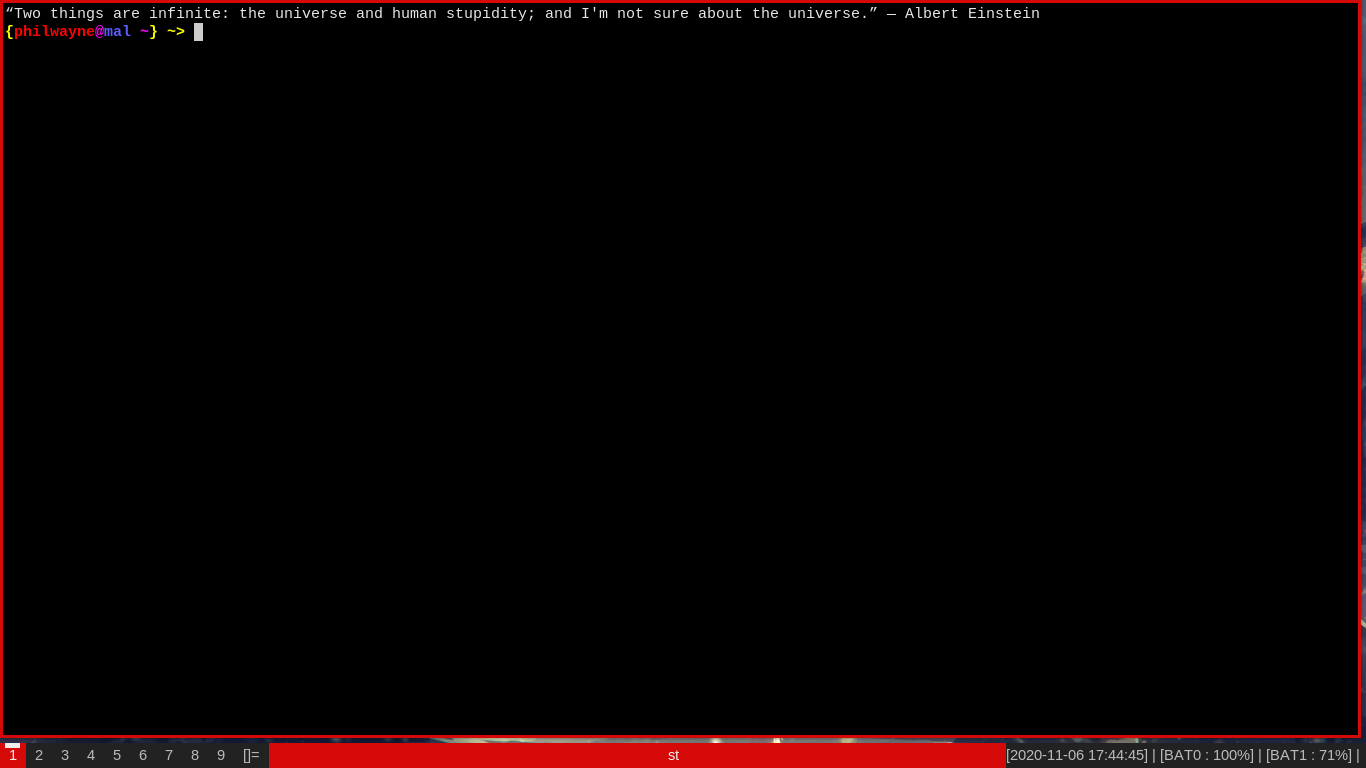 “Two things are infinite: the universe and human stupidity; and I'm not sure about the universe.” — Albert Einstein
{philwayne@mal ~} ~>
1 2 3 4 5 6 7 8 9 []= st [2020-11-06 17:44:45] | [BAT0 : 100%] | [BAT1 : 71%] |